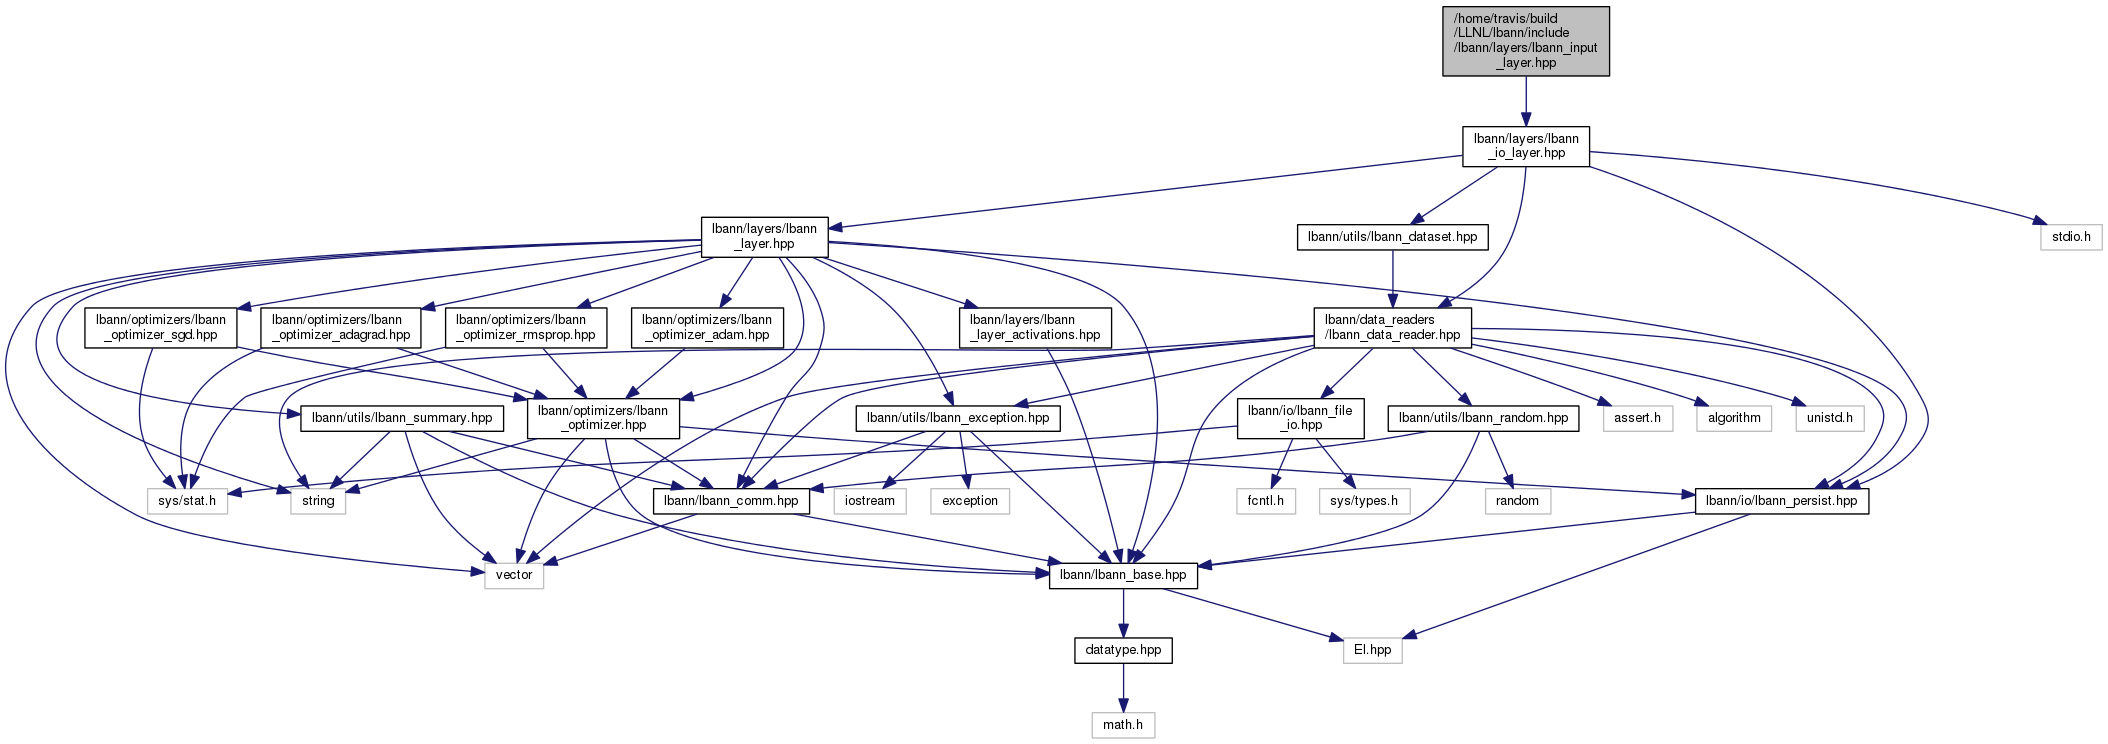 /home/travis/build
/LLNL/lbann/include
/lbann/layers/lbann_input
_layer.hpp
lbann/layers/lbann
_io_layer.hpp
lbann/layers/lbann
_layer.hpp
lbann/utils/lbann_dataset.hpp
stdio.h
lbann/optimizers/lbann
_optimizer_sgd.hpp
lbann/optimizers/lbann
_optimizer_adagrad.hpp
lbann/optimizers/lbann
_optimizer_rmsprop.hpp
lbann/optimizers/lbann
_optimizer_adam.hpp
lbann/layers/lbann
_layer_activations.hpp
lbann/data_readers
/lbann_data_reader.hpp
lbann/utils/lbann_summary.hpp
lbann/optimizers/lbann
_optimizer.hpp
lbann/utils/lbann_exception.hpp
lbann/io/lbann_file
_io.hpp
lbann/utils/lbann_random.hpp
assert.h
algorithm
unistd.h
sys/stat.h
string
lbann/lbann_comm.hpp
iostream
exception
fcntl.h
sys/types.h
random
lbann/io/lbann_persist.hpp
vector
lbann/lbann_base.hpp
datatype.hpp
El.hpp
math.h